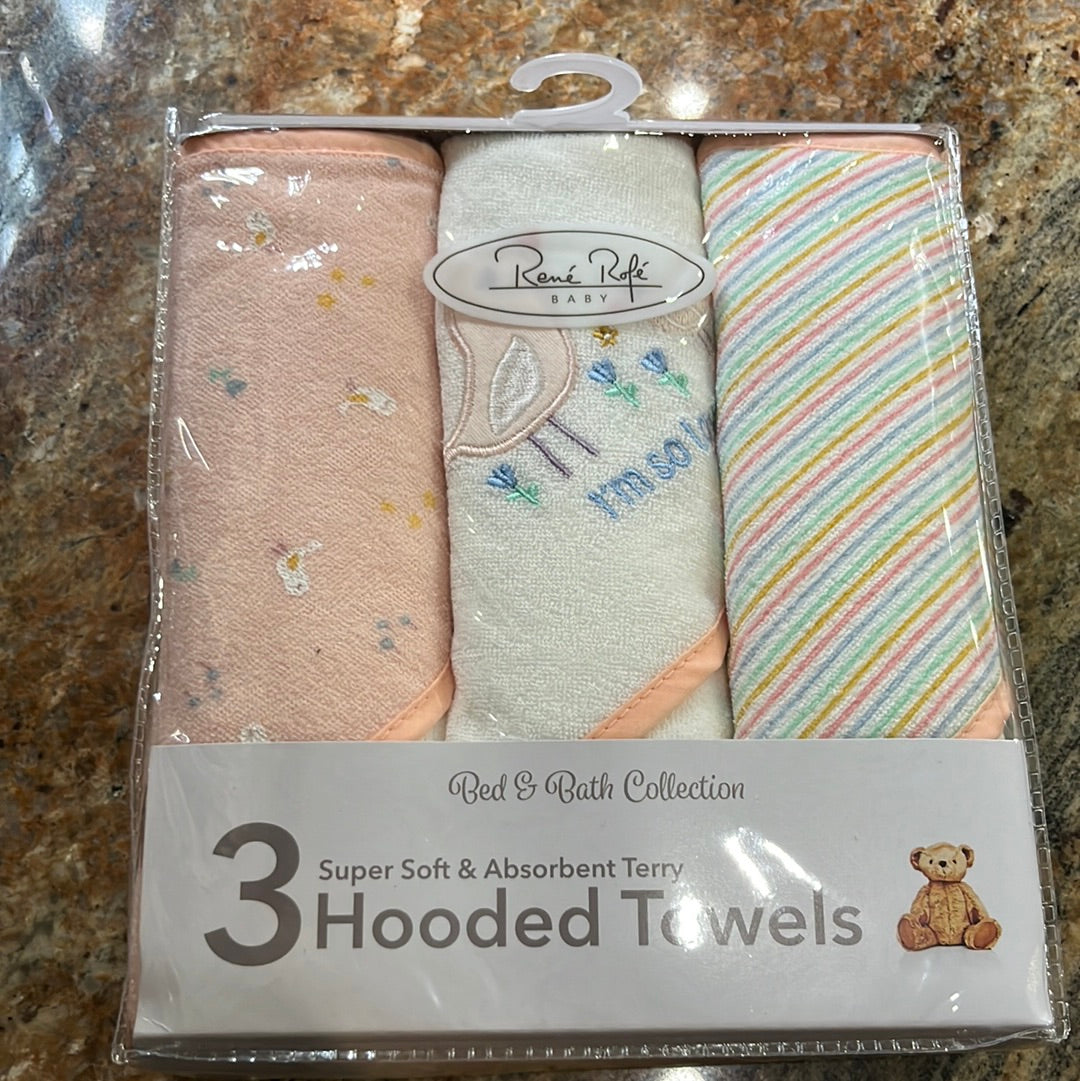 René Rofé
BABY
I'm so
Bed & Bath Collection
3
Super Soft & Absorbent Terry
Hooded Towels